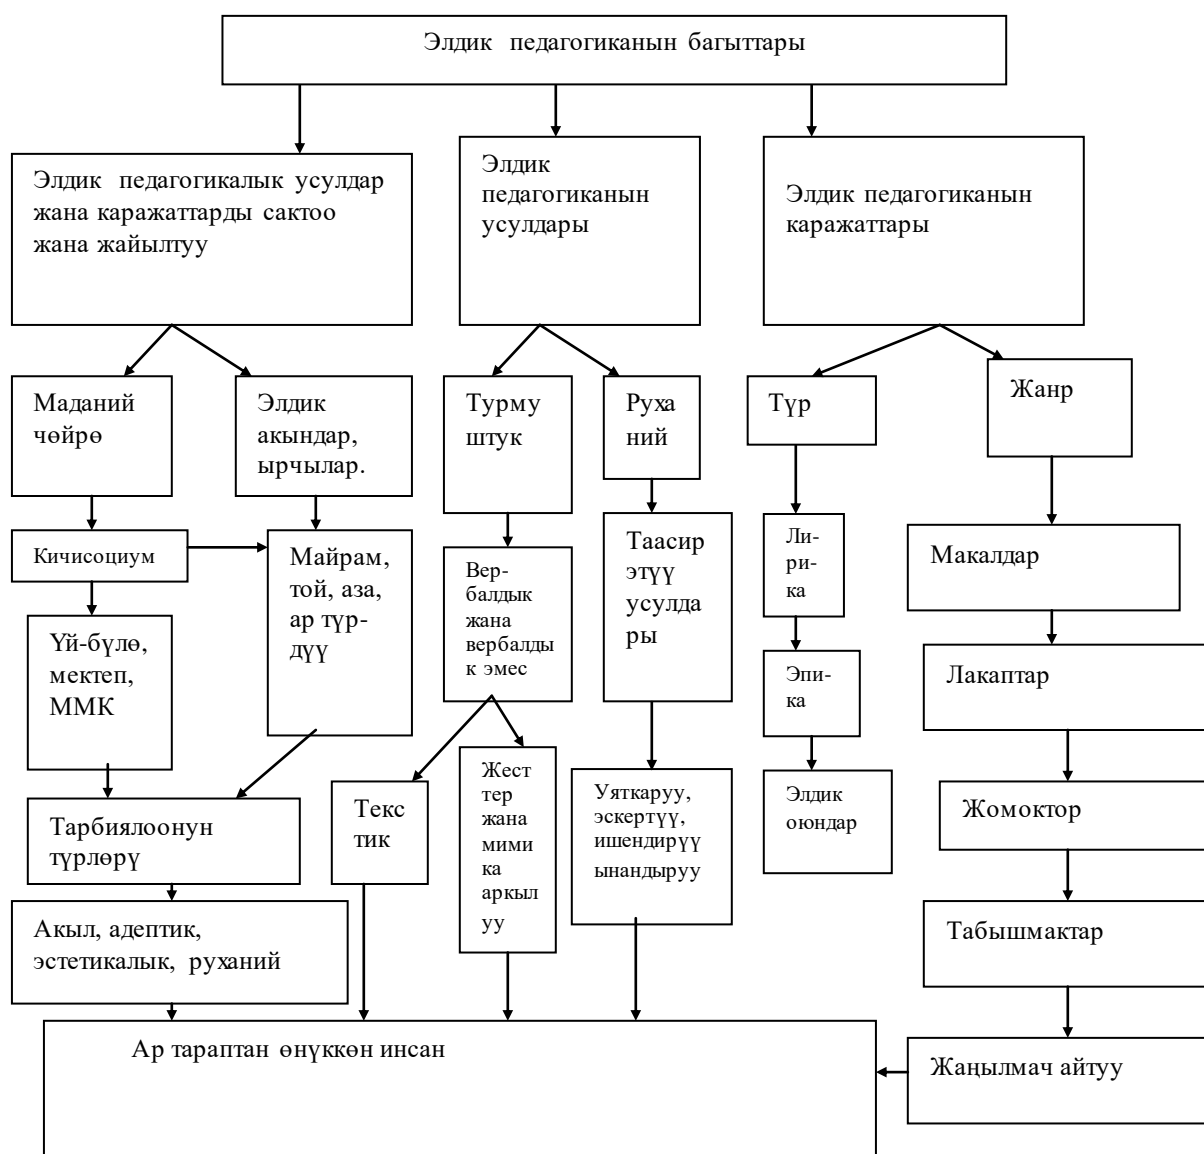 Элдик педагогиканын багыттары
Элдик педагогикалык усулдар
жана каражаттарды сактоо
жана жайылтуу
Элдик
педагогиканын
усулдары
Элдик педагогиканын
каражаттары
Маданий
чөйрө
Элдик
акындар,
ырчылар.
Турму
штук
Руха
ний
Түр
Жанр
Кичисоциум
Майрам,
той, аза,
ар түр-
дүү
Вер-
балдык
жана
вербалды
к эмес
Таасир
этүү
усулда
ры
Ли-
ри-
ка
Макалдар
Үй-бүлө,
мектеп,
ММК
Эпи-
ка
Лакаптар
Тарбиялоонун
түрлөрү
Текс
тик
Жест
тер
жана
мими
ка
аркыл
уу
Уяткаруу,
эскертүү,
ишендирүү
ынандыруу
Элдик
оюндар
Жомоктор
Акыл, адептик,
эстетикалык, руханий
Табышмактар
Ар тараптан өнүккөн инсан
Жаңылмач айтуу